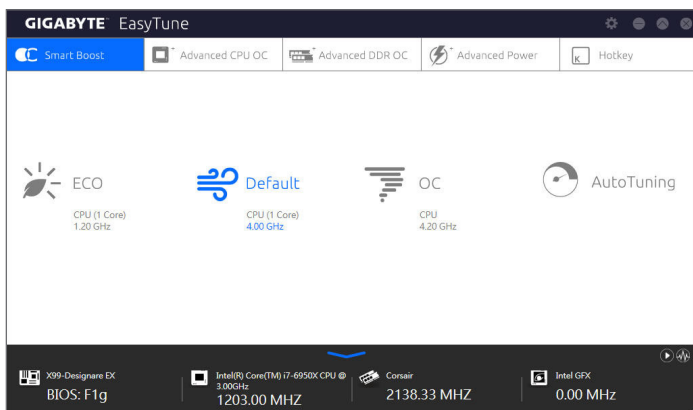 GIGABYTE™ EasyTune
Smart Boost
Advanced CPU OC
Advanced DDR OC
Advanced Power
K
Hotkey
ECO
CPU (1 Core)
1.20 GHz
Default
CPU (1 Core)
4.00 GHz
OC
CPU
4.20 GHz
AutoTuning
X99-Designare EX
BIOS: F1g
Intel(R) Core(TM) i7-6950X CPU @
3.00GHz
1203.00 MHZ
Corsair
2138.33 MHZ
Intel GFX
0.00 MHz